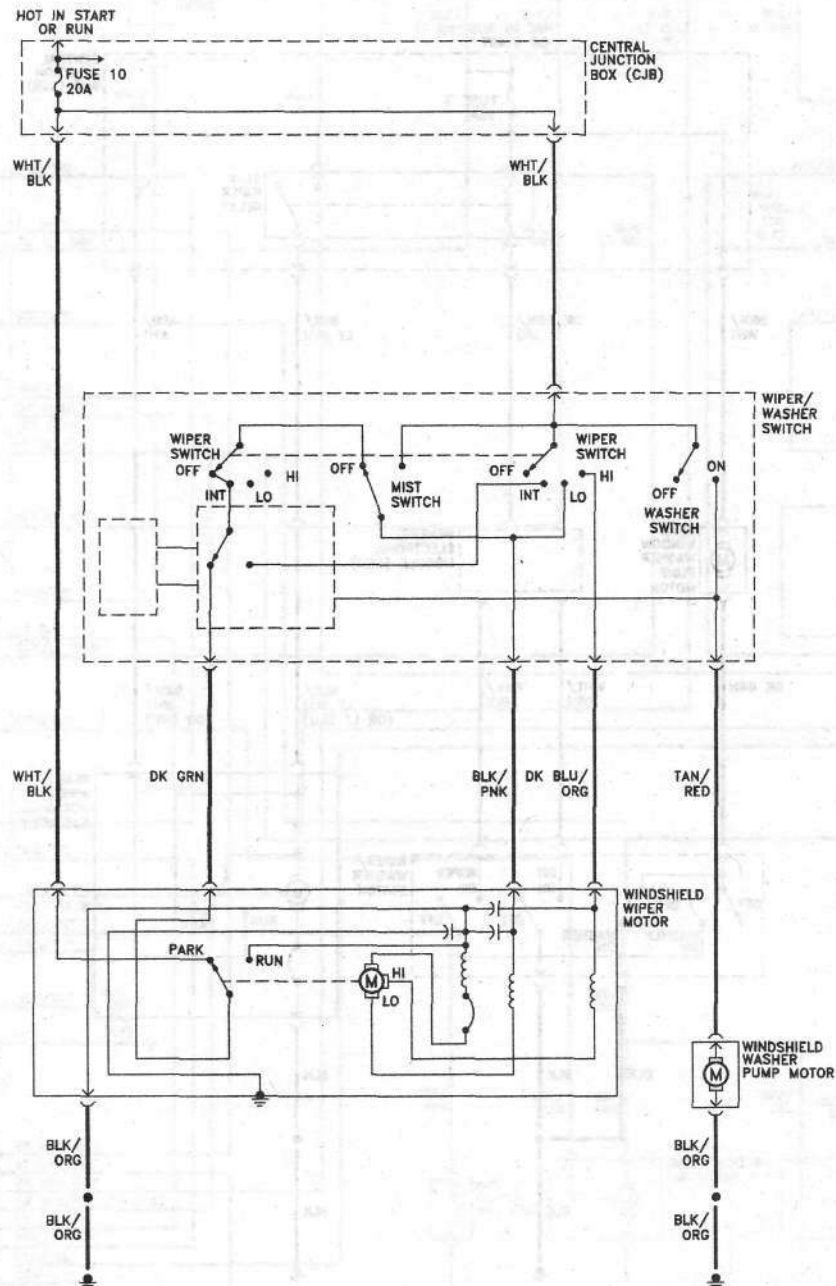 HOT IN START
OR RUN
FUSE 10
20A
CENTRAL
JUNCTION
BOX (CJB)
WHT/
BLK
WHT/
BLK
WIPER/
WASHER
SWITCH
WIPER
SWITCH
OFF
INT
LO
HI
OFF
MIST
SWITCH
WIPER
SWITCH
OFF
INT
LO
HI
OFF
ON
WASHER
SWITCH
WHT/
BLK
DK GRN
BLK/
PNK
DK BLU/
ORG
TAN/
RED
WINDSHIELD
WIPER
MOTOR
PARK
RUN
M
HI
LO
WINDSHIELD
WASHER
PUMP MOTOR
M
BLK/
ORG
BLK/
ORG
BLK/
ORG
BLK/
ORG